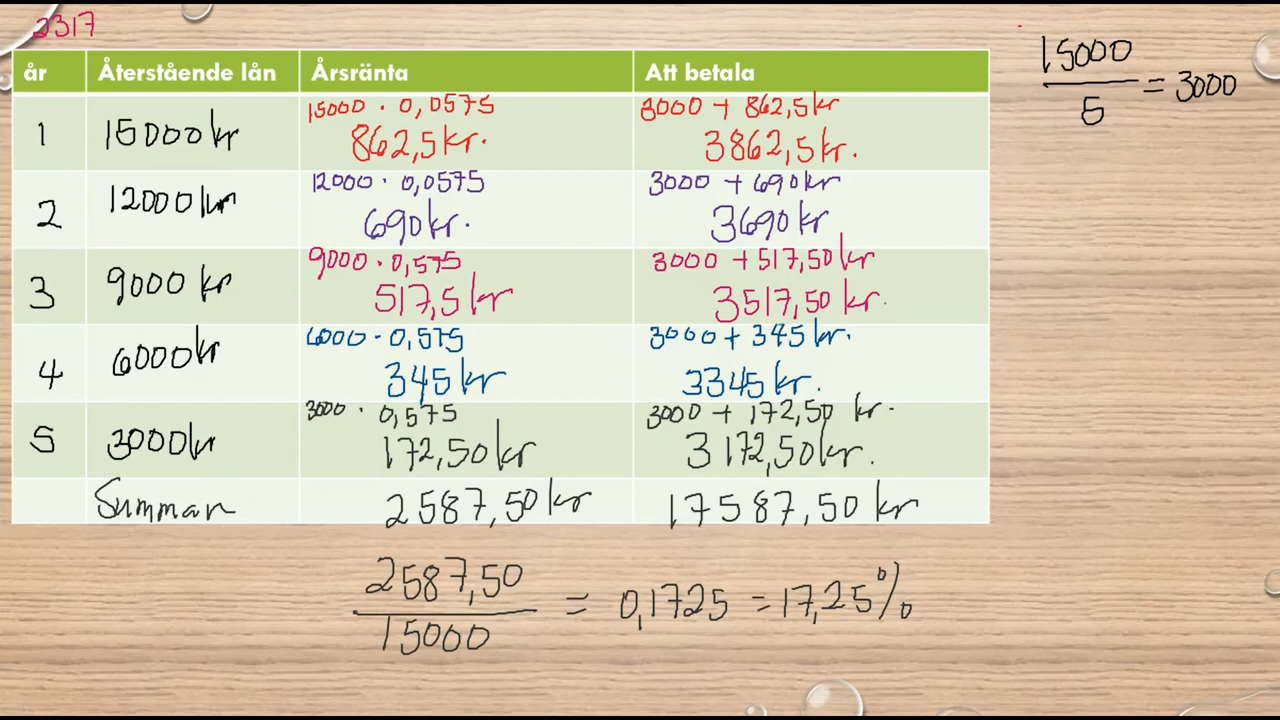 2317
15000
5
= 3000
år Återstående lån Årsränta Att betala
15000 · 0,0575 3000 + 862,5 kr
1 15000 kr 862,5 kr. 3862,5 kr.
12000 · 0,0575 3000 + 690 kr
2 12000 kr 690 kr. 3690 kr
9000 · 0,575 3000 + 517,50 kr
3 9000 kr 517,5 kr 3517,50 kr.
6000 · 0,575 3000 + 345 kr.
4 6000 kr 345 kr 3345 kr.
3000 · 0,575 3000 + 172,50 kr.
5 3000 kr 172,50 kr 3172,50 kr.
Summan 2587,50 kr 17587,50 kr
2587,50
15000
= 0,1725 = 17,25 %